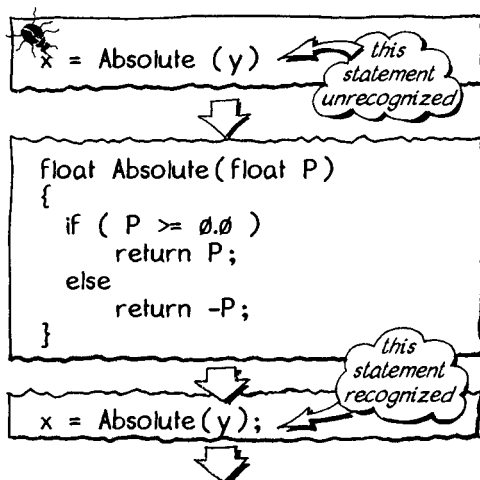 x = Absolute (y)
this
statement
unrecognized
float Absolute(float P)
{
if ( P >= 0.0 )
return P;
else
return -P;
}
this
statement
recognized
x = Absolute(y);